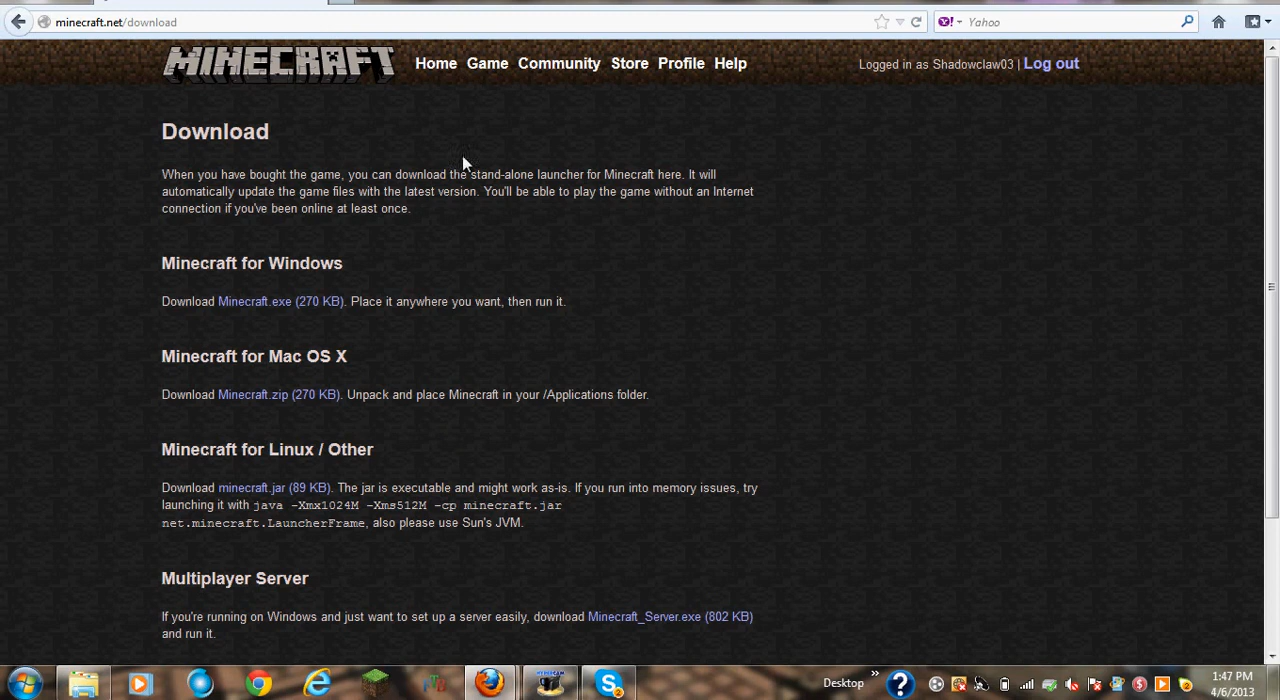 minecraft.net/download
Yahoo
MINECRAFT
Home Game Community Store Profile Help
Logged in as Shadowclaw03 | Log out
Download
When you have bought the game, you can download the stand-alone launcher for Minecraft here. It will
automatically update the game files with the latest version. You'll be able to play the game without an Internet
connection if you've been online at least once.
Minecraft for Windows
Download Minecraft.exe (270 KB). Place it anywhere you want, then run it.
Minecraft for Mac OS X
Download Minecraft.zip (270 KB). Unpack and place Minecraft in your /Applications folder.
Minecraft for Linux / Other
Download minecraft.jar (89 KB). The jar is executable and might work as-is. If you run into memory issues, try
launching it with java -Xmx1024M -Xms512M -cp minecraft.jar
net.minecraft.LauncherFrame, also please use Sun's JVM.
Multiplayer Server
If you're running on Windows and just want to set up a server easily, download Minecraft_Server.exe (802 KB)
and run it.
Desktop
1:47 PM
4/6/2013